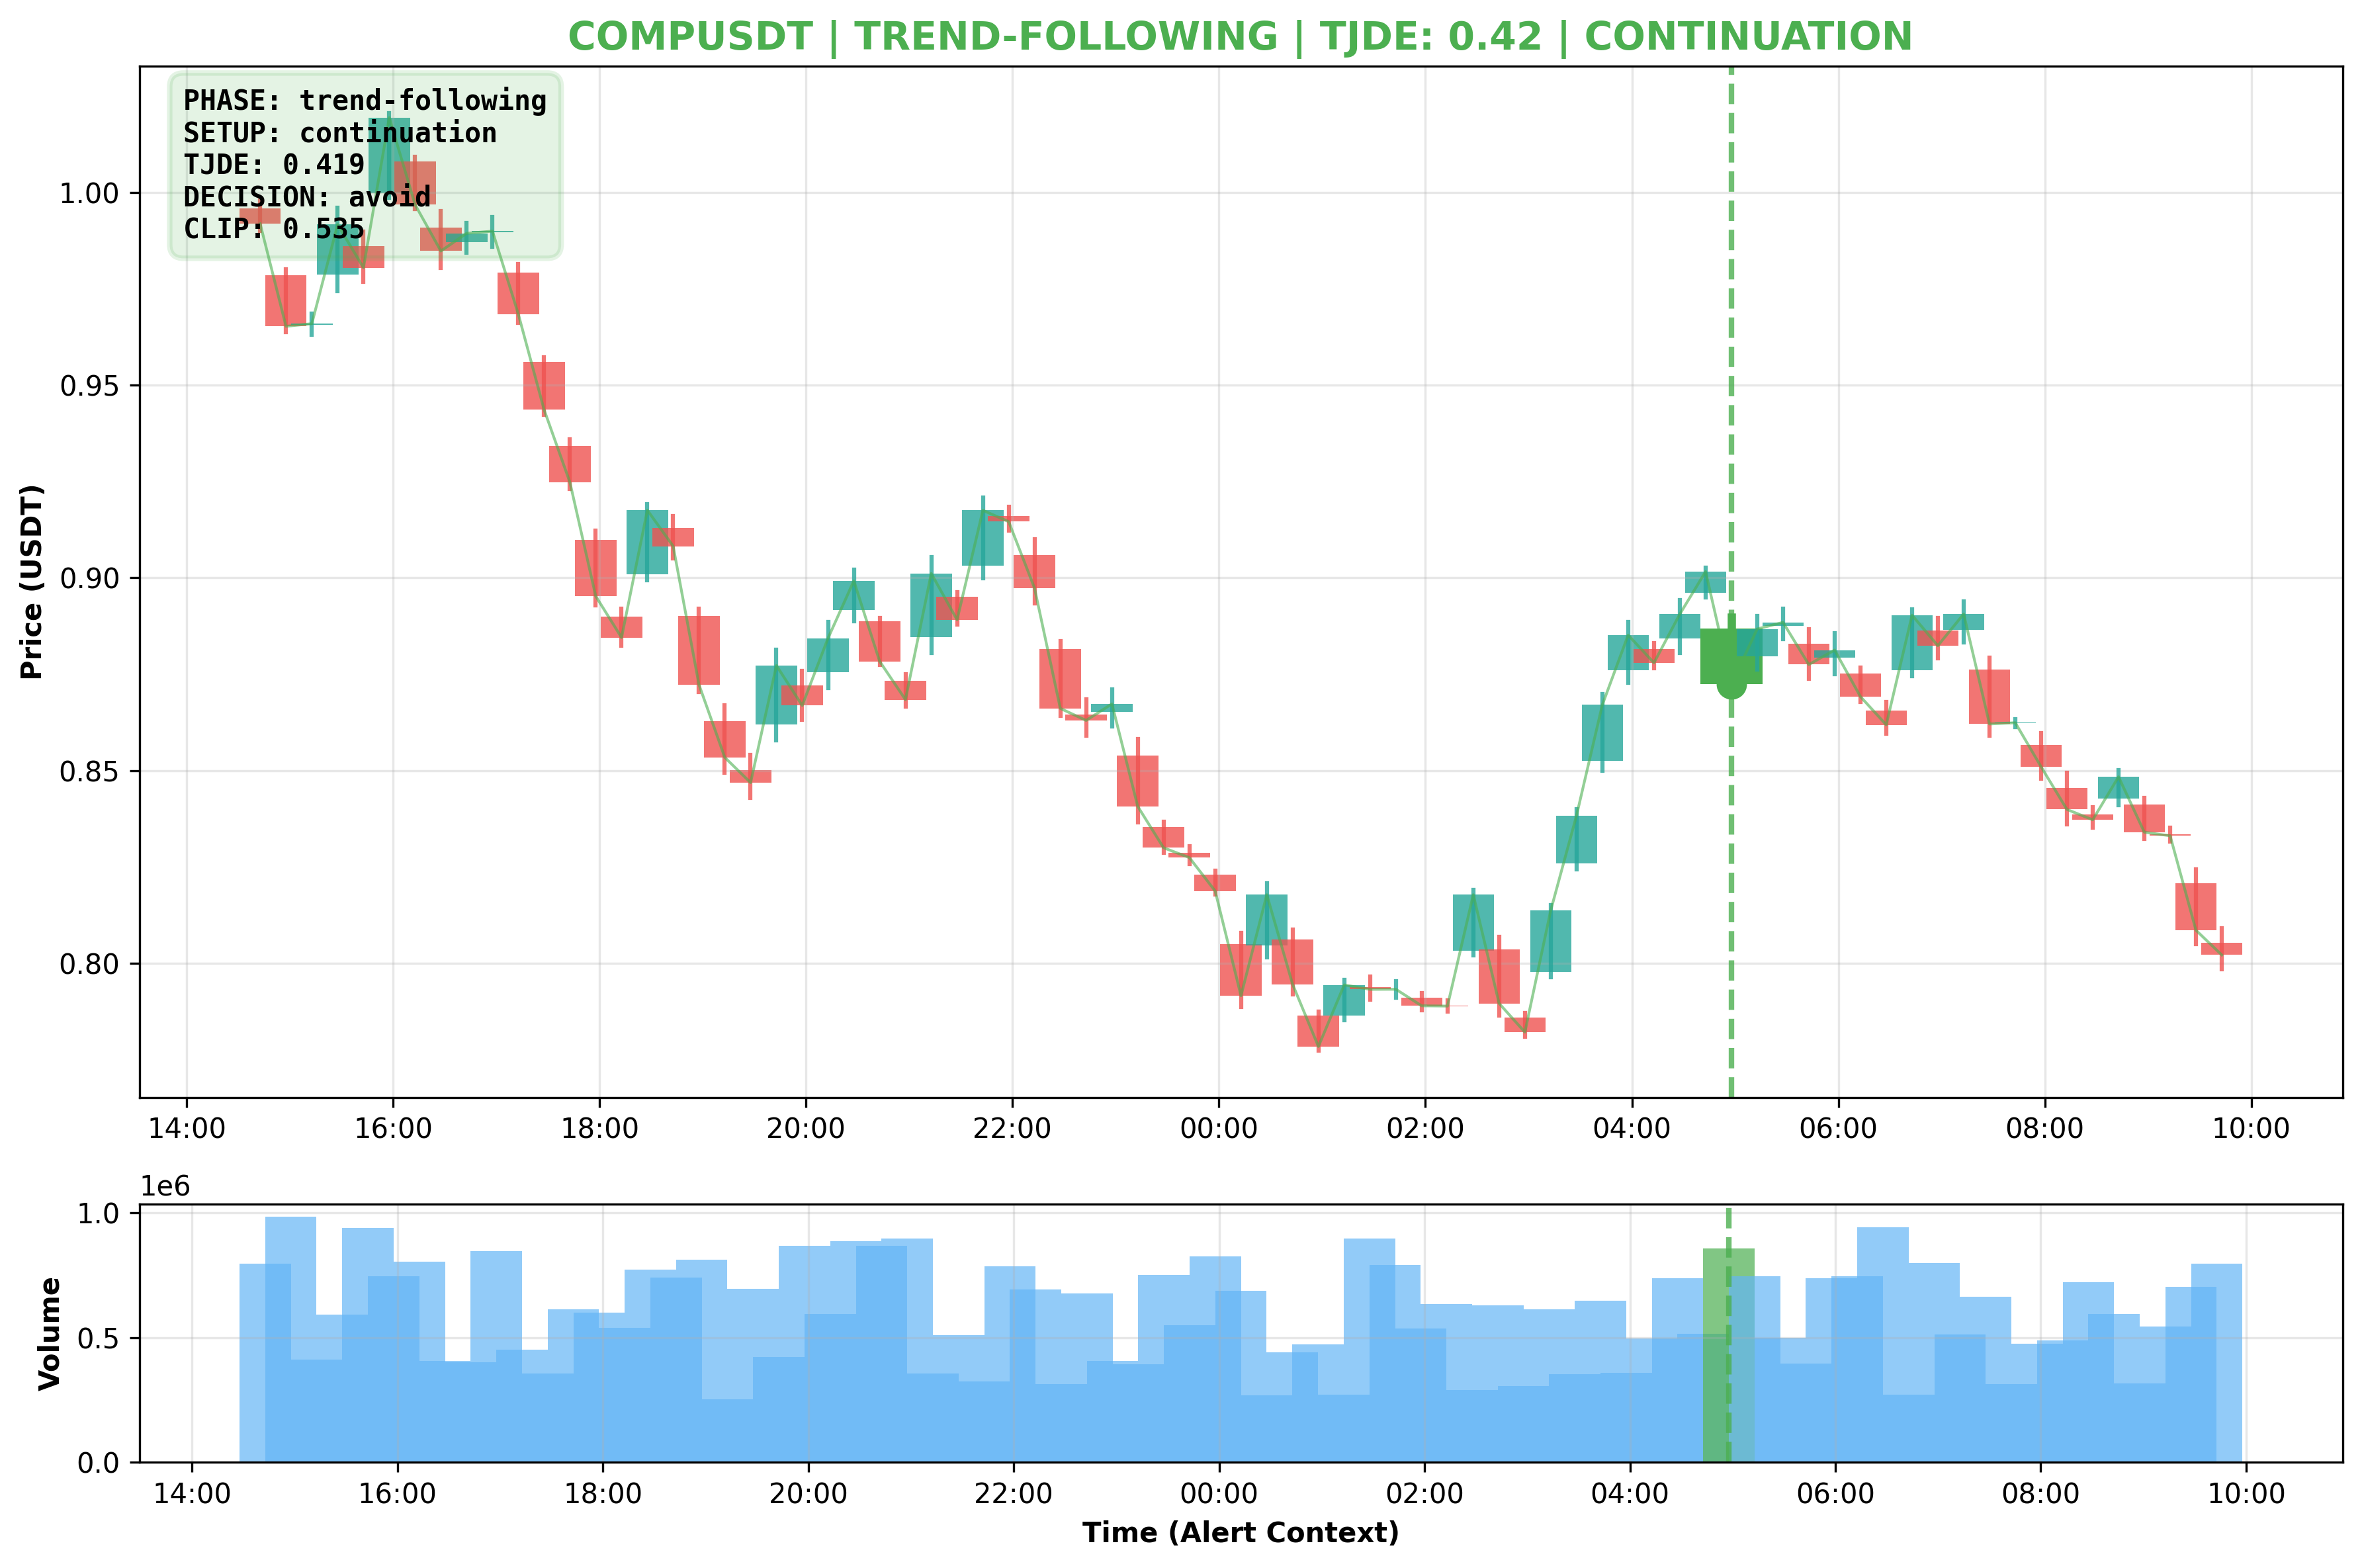 COMPUSDT | TREND-FOLLOWING | TJDE: 0.42 | CONTINUATION
PHASE: trend-following
SETUP: continuation
TJDE: 0.419
DECISION: avoid
CLIP: 0.535
Price (USDT)
1.00
0.95
0.90
0.85
0.80
14:00 16:00 18:00 20:00 22:00 00:00 02:00 04:00 06:00 08:00 10:00
1e6
Volume
1.0
0.5
0.0
14:00 16:00 18:00 20:00 22:00 00:00 02:00 04:00 06:00 08:00 10:00
Time (Alert Context)